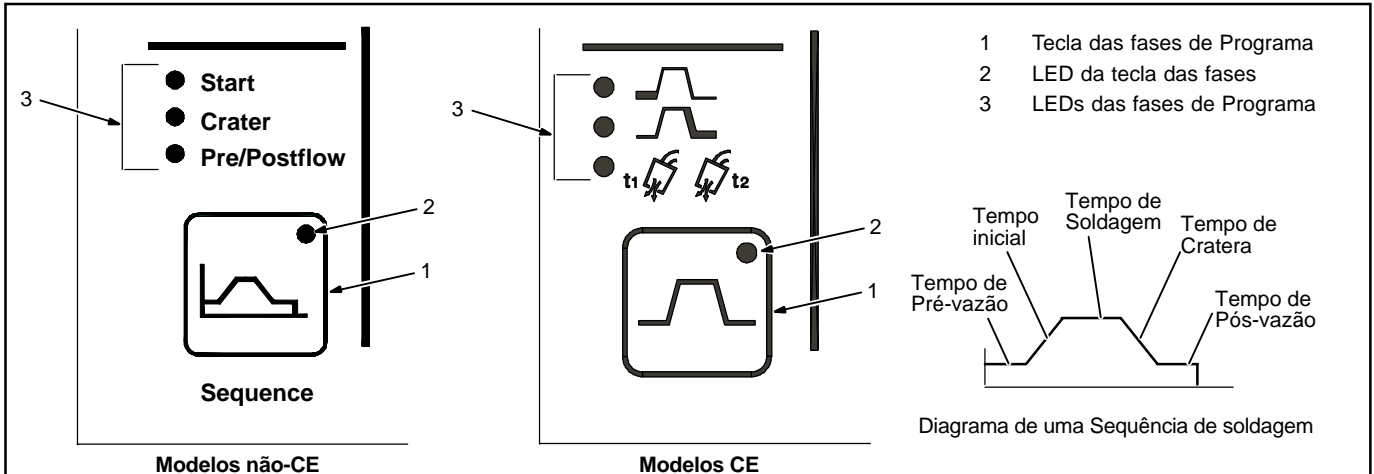 3
Start
Crater
Pre/Postflow
2
1
Sequence
Modelos não-CE
3
t1
t2
2
1
Modelos CE
1 Tecla das fases de Programa
2 LED da tecla das fases
3 LEDs das fases de Programa
Tempo de
Pré-vazão
Tempo
inicial
Tempo de
Soldagem
Tempo de
Cratera
Tempo de
Pós-vazão
Diagrama de uma Sequência de soldagem